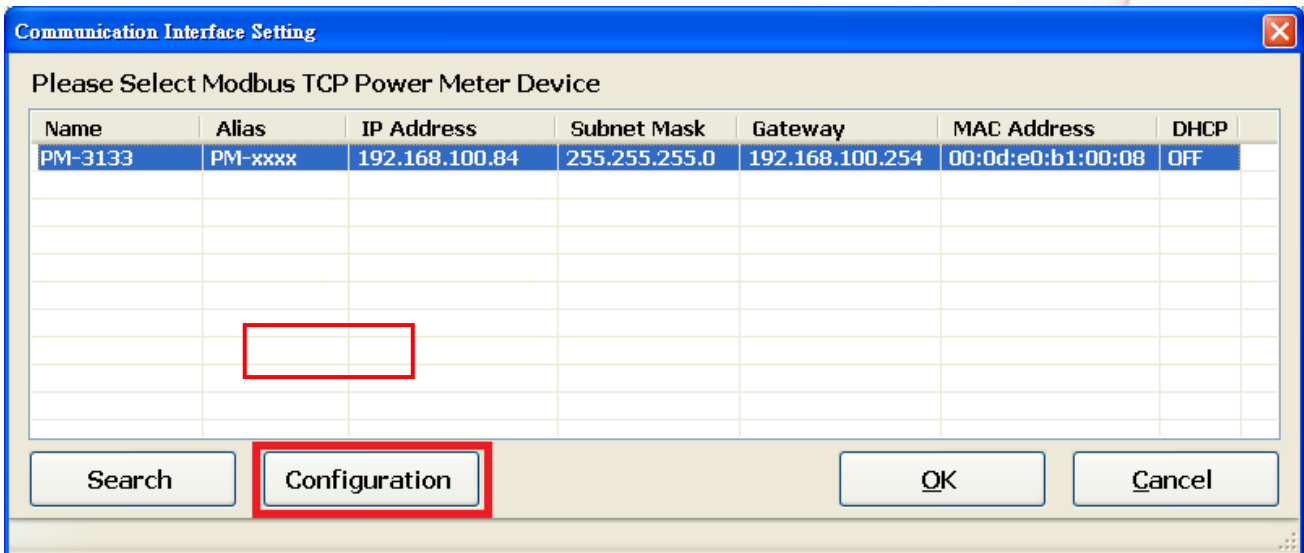 Communication Interface Setting
Please Select Modbus TCP Power Meter Device
Name Alias IP Address Subnet Mask Gateway MAC Address DHCP
PM-3133 PM-xxxx 192.168.100.84 255.255.255.0 192.168.100.254 00:0d:e0:b1:00:08 OFF
Search Configuration OK Cancel